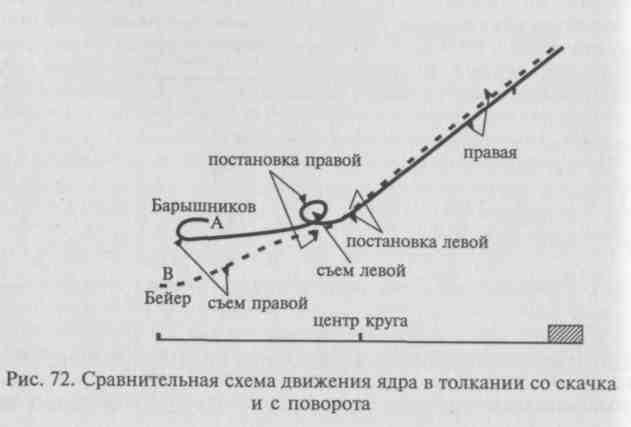 постановка правой
правая
Барышников
А
постановка левой
съем левой
В
Бейер
съем правой
центр круга
Рис. 72. Сравнительная схема движения ядра в толкании со скачка
и с поворота